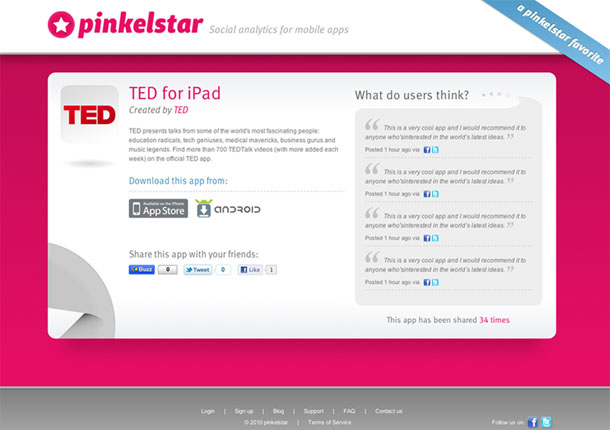 pinkelstar Social analytics for mobile apps
a pinkelstar favorite
TED
TED for iPad
Created by TED
TED presents talks from some of the world's most fascinating people:
education radicals, tech geniuses, medical mavericks, business gurus and
music legends. Find more than 700 TEDTalk videos (with more added each
week) on the official TED app.
Download this app from:
Available on the iPhone
App Store
ANDROID
Share this app with your friends:
Buzz 0 Tweet 0 Like 1
What do users think?
“ This is a very cool app and I would recommend it to
anyone who'sinterested in the world's latest ideas. ”
Posted 1 hour ago via
“ This is a very cool app and I would recommend it to
anyone who'sinterested in the world's latest ideas. ”
Posted 1 hour ago via
“ This is a very cool app and I would recommend it to
anyone who'sinterested in the world's latest ideas. ”
Posted 1 hour ago via
“ This is a very cool app and I would recommend it to
anyone who'sinterested in the world's latest ideas. ”
Posted 1 hour ago via
This app has been shared 34 times
Login | Sign up | Blog | Support | FAQ | Contact us
© 2010 pinkelstar | Terms of Service
Follow us on